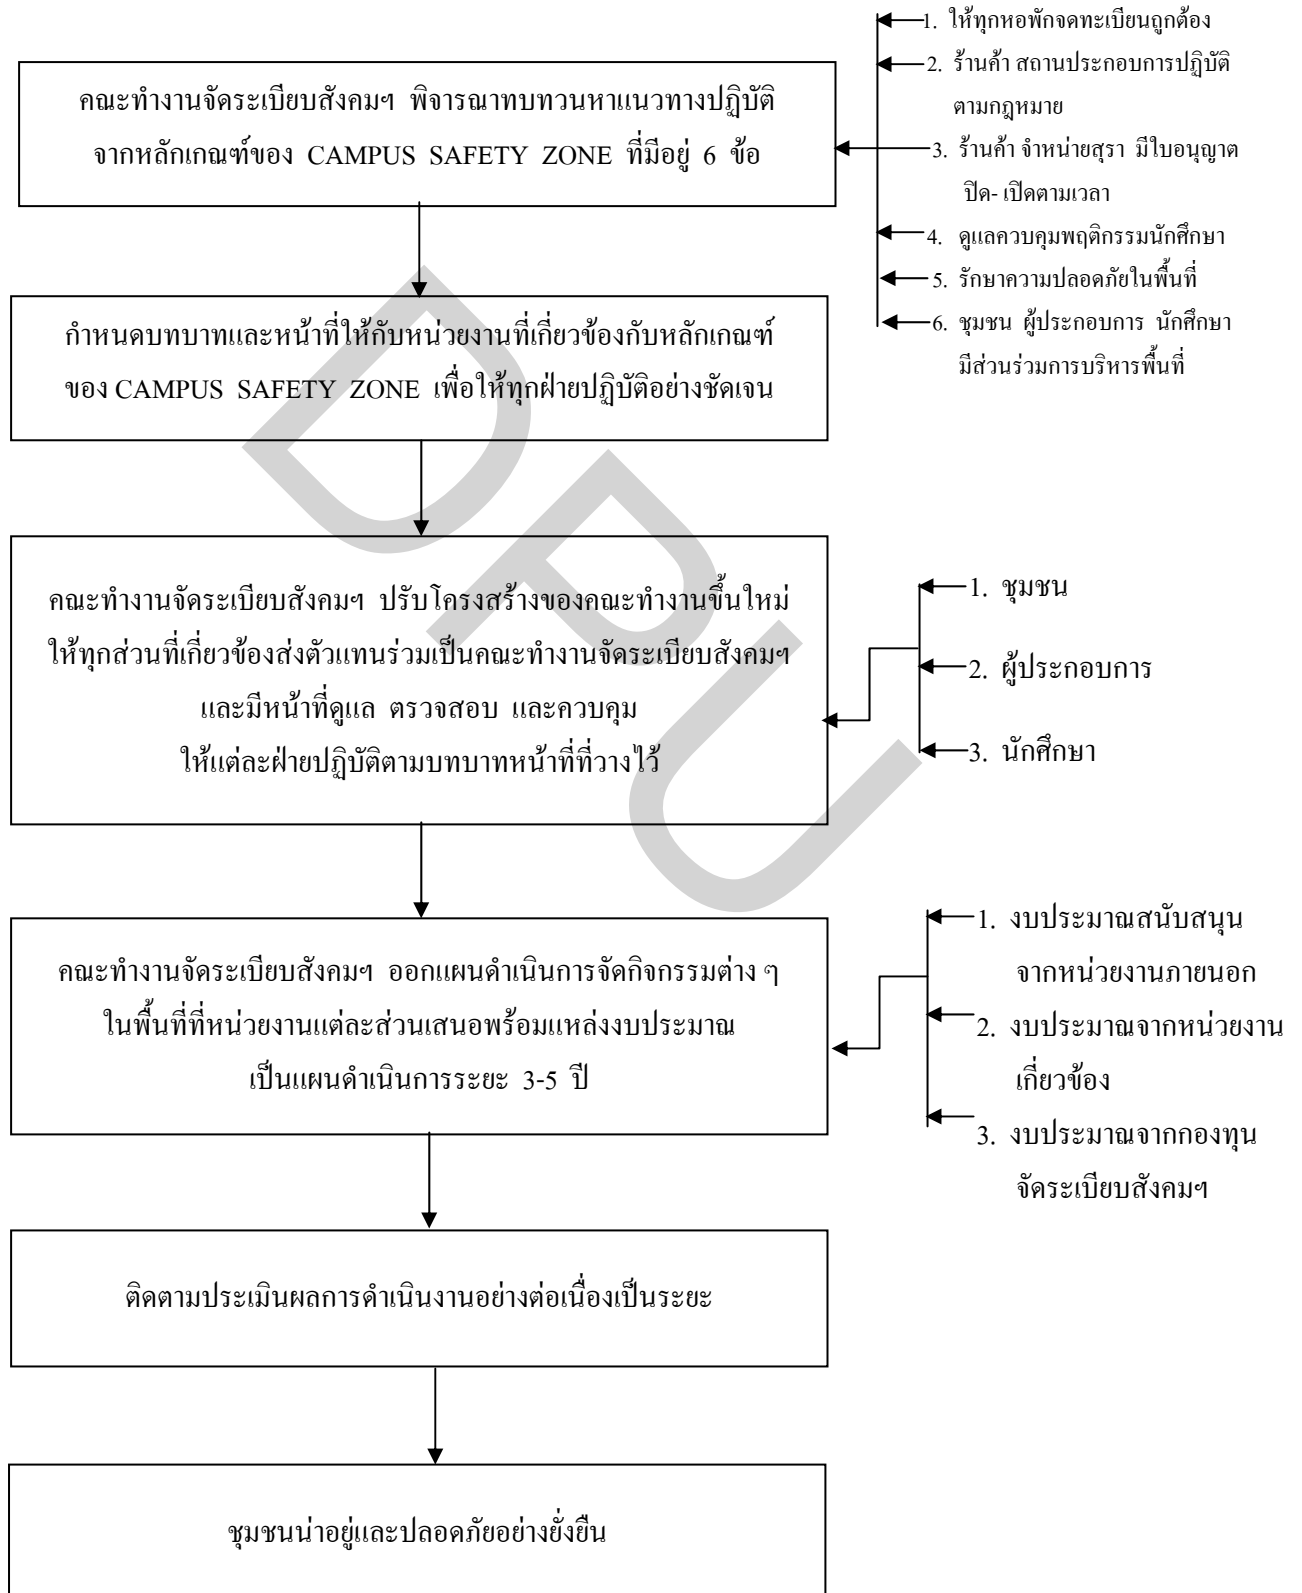 1. ให้ทุกหอพักจดทะเบียนถูกต้อง
2. ร้านค้า สถานประกอบการปฏิบัติ
ตามกฎหมาย
3. ร้านค้า จำหน่ายสุรา มีใบอนุญาต
ปิด- เปิดตามเวลา
4. ดูแลควบคุมพฤติกรรมนักศึกษา
5. รักษาความปลอดภัยในพื้นที่
6. ชุมชน ผู้ประกอบการ นักศึกษา
มีส่วนร่วมการบริหารพื้นที่
คณะทำงานจัดระเบียบสังคมฯ พิจารณาทบทวนหาแนวทางปฏิบัติ
จากหลักเกณฑ์ของ CAMPUS SAFETY ZONE ที่มีอยู่ 6 ข้อ
กำหนดบทบาทและหน้าที่ให้กับหน่วยงานที่เกี่ยวข้องกับหลักเกณฑ์
ของ CAMPUS SAFETY ZONE เพื่อให้ทุกฝ่ายปฏิบัติอย่างชัดเจน
คณะทำงานจัดระเบียบสังคมฯ ปรับโครงสร้างของคณะทำงานขึ้นใหม่
ให้ทุกส่วนที่เกี่ยวข้องส่งตัวแทนร่วมเป็นคณะทำงานจัดระเบียบสังคมฯ
และมีหน้าที่ดูแล ตรวจสอบ และควบคุม
ให้แต่ละฝ่ายปฏิบัติตามบทบาทหน้าที่ที่วางไว้
1. ชุมชน
2. ผู้ประกอบการ
3. นักศึกษา
คณะทำงานจัดระเบียบสังคมฯ ออกแผนดำเนินการจัดกิจกรรมต่าง ๆ
ในพื้นที่ที่หน่วยงานแต่ละส่วนเสนอพร้อมแหล่งงบประมาณ
เป็นแผนดำเนินการระยะ 3-5 ปี
1. งบประมาณสนับสนุน
จากหน่วยงานภายนอก
2. งบประมาณจากหน่วยงาน
เกี่ยวข้อง
3. งบประมาณจากกองทุน
จัดระเบียบสังคมฯ
ติดตามประเมินผลการดำเนินงานอย่างต่อเนื่องเป็นระยะ
ชุมชนน่าอยู่และปลอดภัยอย่างยั่งยืน
DPU